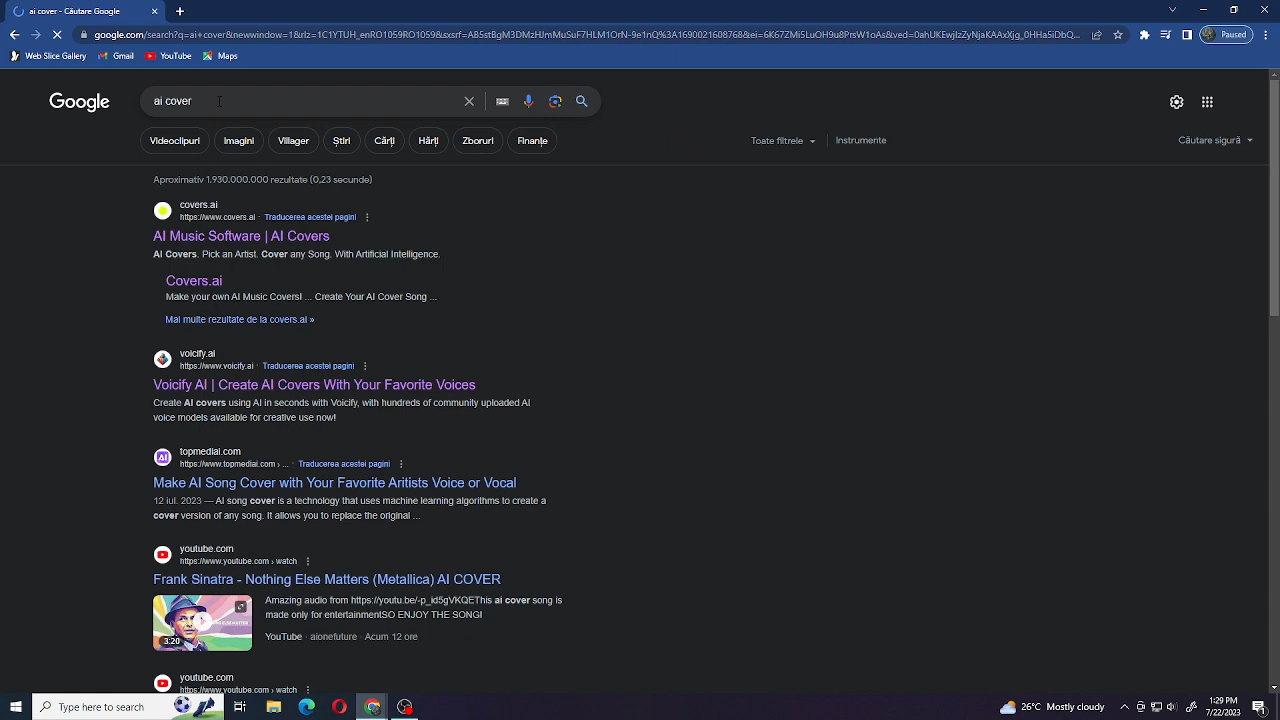 ai cover - Căutare Google
google.com/search?q=ai+cover&newwindow=1&rlz=1C1YTUH_enRO1059RO1059&sxsrf=
Paused
Web Slice Gallery
Gmail
YouTube
Maps
Google
ai cover
Videoclipuri
Imagini
Villager
Știri
Cărți
Hărți
Zboruri
Finanțe
Toate filtrele
Instrumente
Căutare sigură
Aproximativ 1.930.000.000 rezultate (0,23 secunde)
covers.ai
https://www.covers.ai · Traducerea acestei pagini
AI Music Software | AI Covers
AI Covers. Pick an Artist. Cover any Song. With Artificial Intelligence.
Covers.ai
Make your own AI Music Covers! ... Create Your AI Cover Song ...
Mai multe rezultate de la covers.ai »
voicify.ai
https://www.voicify.ai · Traducerea acestei pagini
Voicify AI | Create AI Covers With Your Favorite Voices
Create AI covers using AI in seconds with Voicify, with hundreds of community uploaded AI
voice models available for creative use now!
topmediai.com
https://www.topmediai.com › ... · Traducerea acestei pagini
Make AI Song Cover with Your Favorite Aritists Voice or Vocal
12 iul. 2023 — AI song cover is a technology that uses machine learning algorithms to create a
cover version of any song. It allows you to replace the original ...
youtube.com
https://www.youtube.com › watch
Frank Sinatra - Nothing Else Matters (Metallica) AI COVER
Amazing audio from https://youtu.be/-p_id5gVKQEThis ai cover song is
made only for entertainmentSO ENJOY THE SONG!
3:20
YouTube · aionefuture · Acum 12 ore
youtube.com
https://www.youtube.com › watch
Type here to search
26°C Mostly cloudy
1:29 PM
7/22/2023